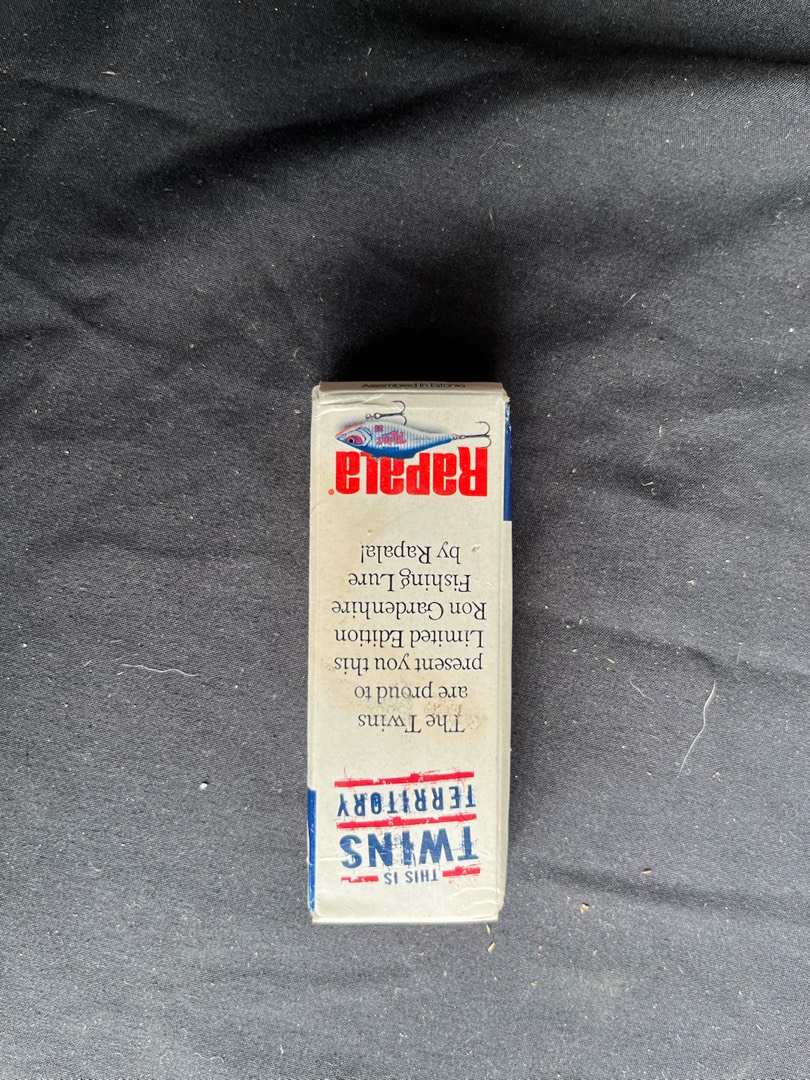 THIS IS
TWINS
TERRITORY
The Twins
are proud to
present you this
Limited Edition
Ron Gardenhire
Fishing Lure
by Rapala!
Rapala®
Twins
Assembled in Estonia